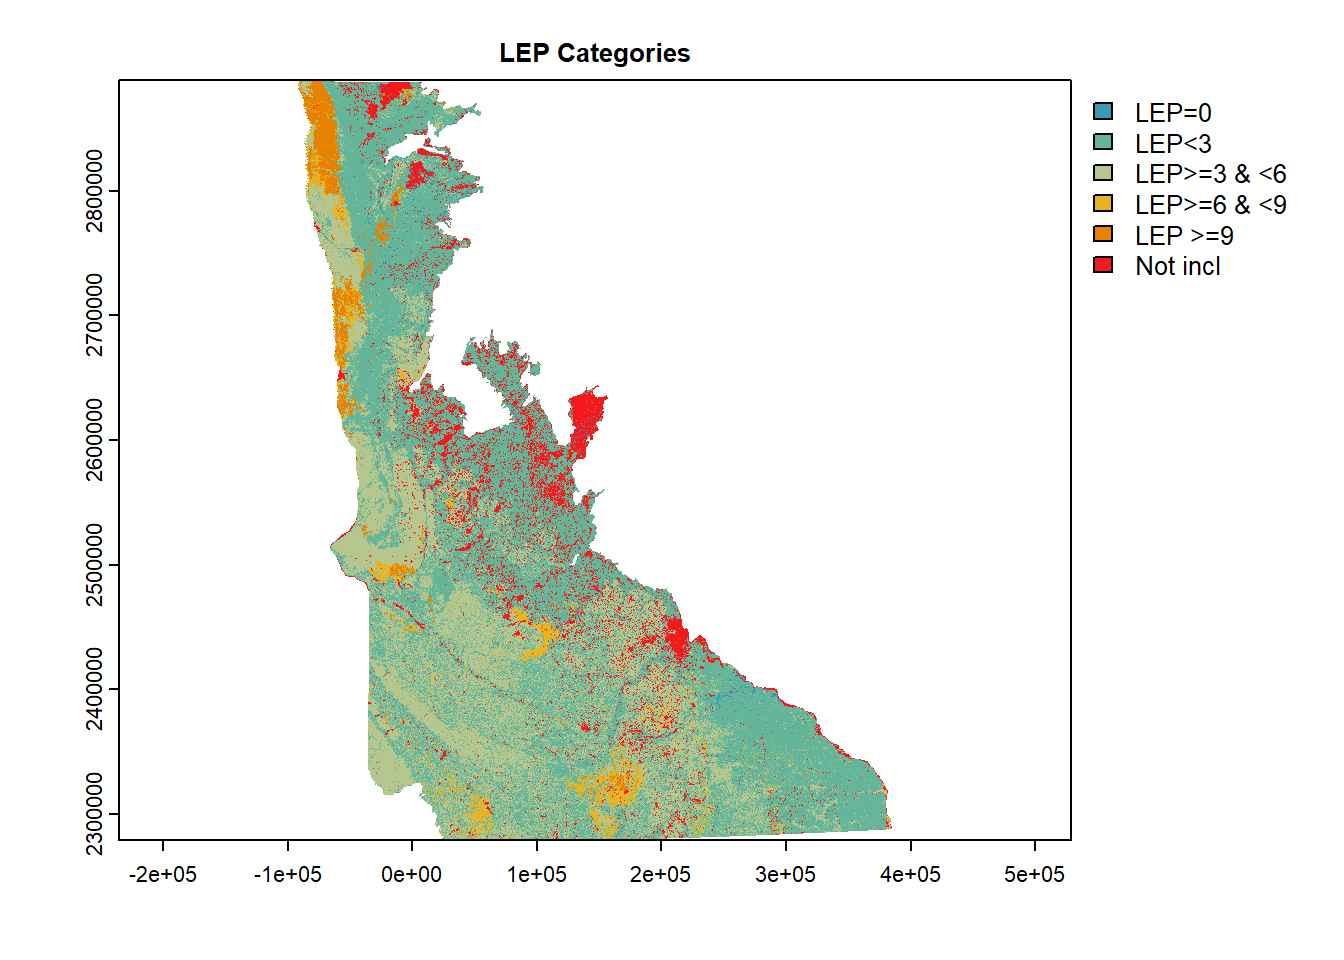 LEP Categories
LEP=0
LEP<3
LEP>=3 & <6
LEP>=6 & <9
LEP >=9
Not incl
2800000
2700000
2600000
2500000
2400000
2300000
-2e+05 -1e+05 0e+00 1e+05 2e+05 3e+05 4e+05 5e+05